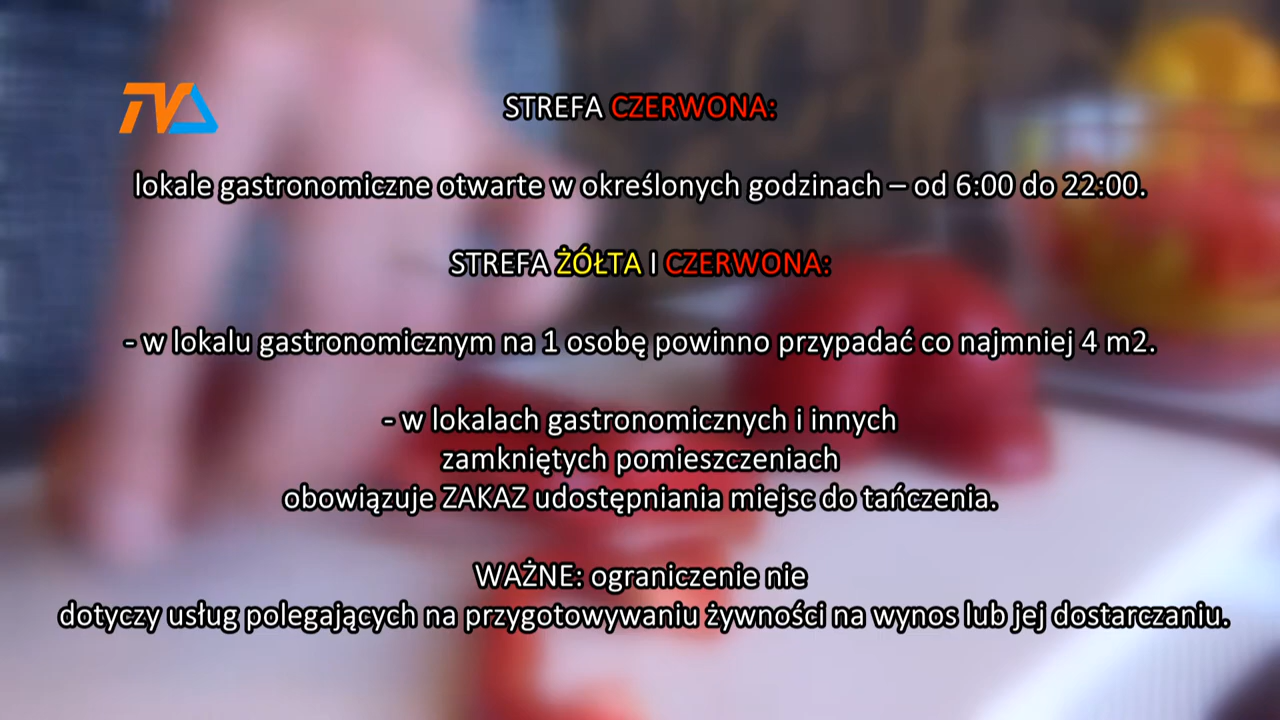 TVA
STREFA CZERWONA:
lokale gastronomiczne otwarte w określonych godzinach – od 6:00 do 22:00.
STREFA ŻÓŁTA I CZERWONA:
- w lokalu gastronomicznym na 1 osobę powinno przypadać co najmniej 4 m2.
- w lokalach gastronomicznych i innych
zamkniętych pomieszczeniach
obowiązuje ZAKAZ udostępniania miejsc do tańczenia.
WAŻNE: ograniczenie nie
dotyczy usług polegających na przygotowywaniu żywności na wynos lub jej dostarczaniu.